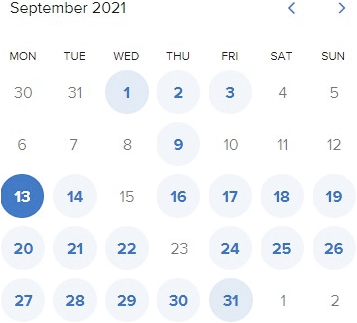 September 2021
MON TUE WED THU FRI SAT SUN
30 31 1 2 3 4 5
6 7 8 9 10 11 12
13 14 15 16 17 18 19
20 21 22 23 24 25 26
27 28 29 30 31 1 2